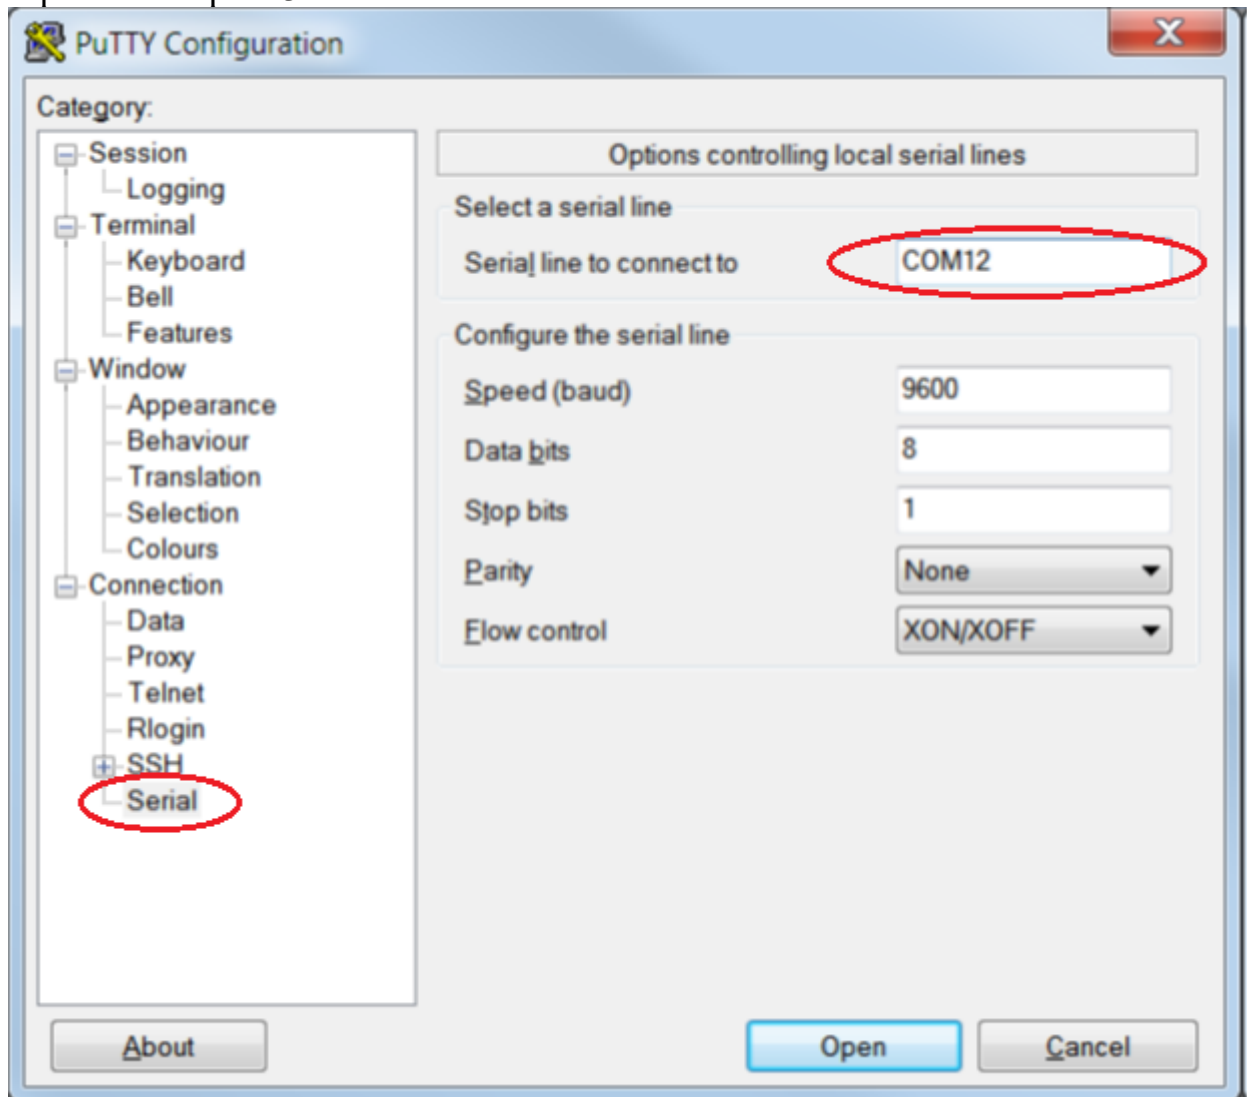 PuTTY Configuration
Category:
Session
Logging
Terminal
Keyboard
Bell
Features
Window
Appearance
Behaviour
Translation
Selection
Colours
Connection
Data
Proxy
Telnet
Rlogin
SSH
Serial
Options controlling local serial lines
Select a serial line
Serial line to connect to COM12
Configure the serial line
Speed (baud) 9600
Data bits 8
Stop bits 1
Parity None
Flow control XON/XOFF
About Open Cancel